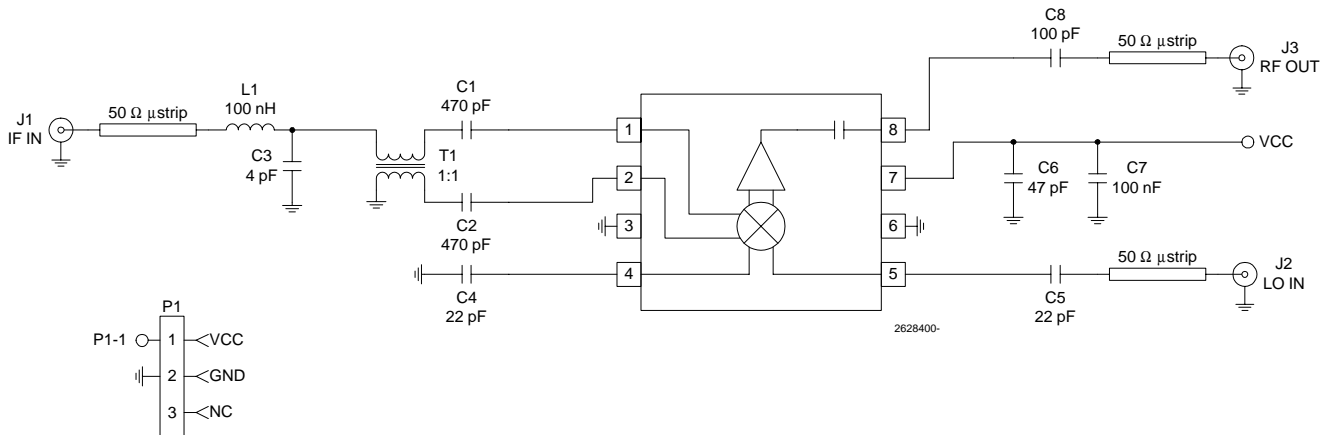 C8
100 pF
50 Ω μstrip
J3
RF OUT
L1
100 nH
C1
470 pF
J1
IF IN
50 Ω μstrip
1
8
VCC
C3
4 pF
T1
1:1
2
7
C6
47 pF
C7
100 nF
C2
470 pF
3
6
50 Ω μstrip
4
5
J2
LO IN
C4
22 pF
C5
22 pF
2628400-
P1
P1-1
1
VCC
2
GND
3
NC